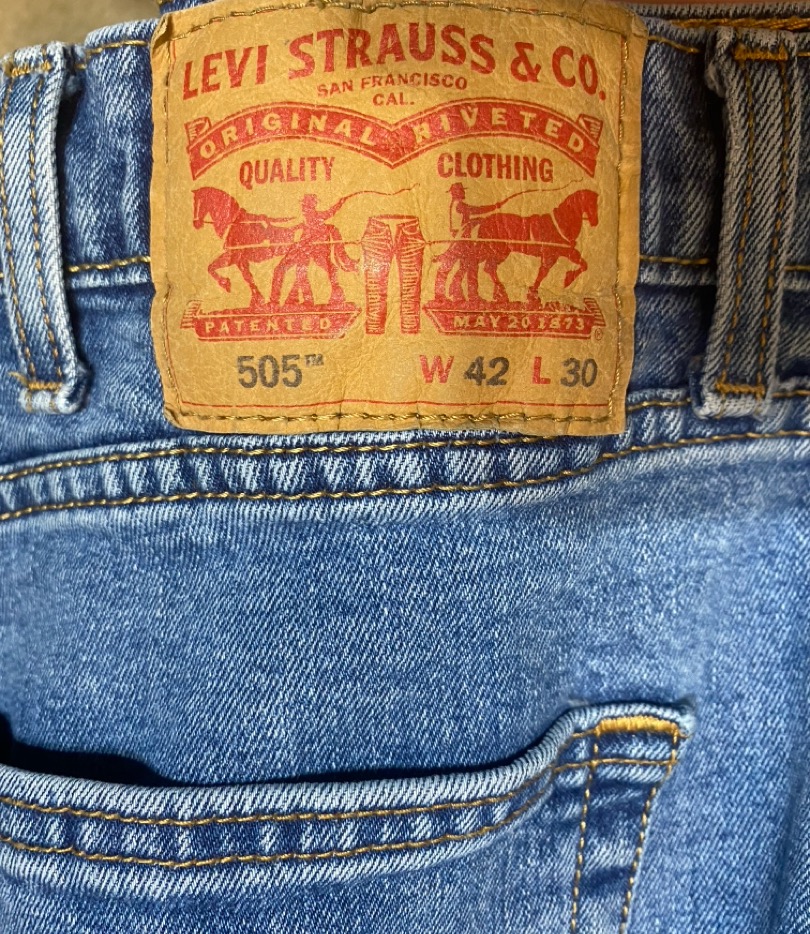 LEVI STRAUSS & CO.
SAN FRANCISCO
CAL.
ORIGINAL RIVETED
QUALITY CLOTHING
PATENTED MAY 20 1873
®
505™ W 42 L 30